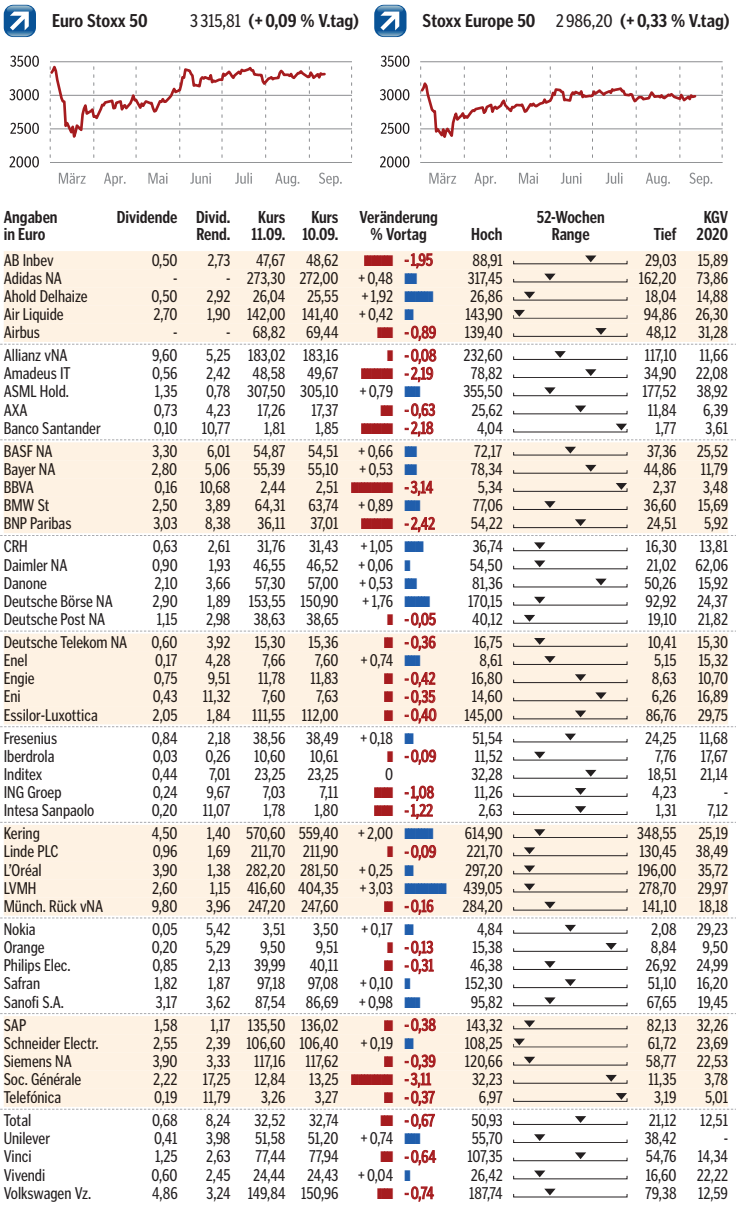 Euro Stoxx 50 3 315,81 (+ 0,09 % V.tag) Stoxx Europe 50 2 986,20 (+ 0,33 % V.tag)
3500 3500
3000 3000
2500 2500
2000 2000
März Apr. Mai Juni Juli Aug. Sep. März Apr. Mai Juni Juli Aug. Sep.
Angaben Dividende Divid. Kurs Kurs Veränderung 52-Wochen KGV
in Euro Rend. 11.09. 10.09. % Vortag Hoch Range Tief 2020
AB Inbev 0,50 2,73 47,67 48,62 -1,95 88,91 29,03 15,89
Adidas NA - - 273,30 272,00 +0,48 317,45 162,20 73,86
Ahold Delhaize 0,50 2,92 26,04 25,55 +1,92 26,86 18,04 14,88
Air Liquide 2,70 1,90 142,00 141,40 +0,42 143,90 94,86 26,30
Airbus - - 68,82 69,44 -0,89 139,40 48,12 31,28
Allianz vNA 9,60 5,25 183,02 183,16 -0,08 232,60 117,10 11,66
Amadeus IT 0,56 2,42 48,58 49,67 -2,19 78,82 34,90 22,08
ASML Hold. 1,35 0,78 307,50 305,10 +0,79 355,50 177,52 38,92
AXA 0,73 4,23 17,26 17,37 -0,63 25,62 11,84 6,39
Banco Santander 0,10 10,77 1,81 1,85 -2,18 4,04 1,77 3,61
BASF NA 3,30 6,01 54,87 54,51 +0,66 72,17 37,36 25,52
Bayer NA 2,80 5,06 55,39 55,10 +0,53 78,34 44,86 11,79
BBVA 0,16 10,68 2,44 2,51 -3,14 5,34 2,37 3,48
BMW St 2,50 3,89 64,31 63,74 +0,89 77,06 36,60 15,69
BNP Paribas 3,03 8,38 36,11 37,01 -2,42 54,22 24,51 5,92
CRH 0,63 2,61 31,76 31,43 +1,05 36,74 16,30 13,81
Daimler NA 0,90 1,93 46,55 46,52 +0,06 54,50 21,02 62,06
Danone 2,10 3,66 57,30 57,00 +0,53 81,36 50,26 15,92
Deutsche Börse NA 2,90 1,89 153,55 150,90 +1,76 170,15 92,92 24,37
Deutsche Post NA 1,15 2,98 38,63 38,65 -0,05 40,12 19,10 21,82
Deutsche Telekom NA 0,60 3,92 15,30 15,36 -0,36 16,75 10,41 15,30
Enel 0,17 4,28 7,66 7,60 +0,74 8,61 5,15 15,32
Engie 0,75 9,51 11,78 11,83 -0,42 16,80 8,63 10,70
Eni 0,43 11,32 7,60 7,63 -0,35 14,60 6,26 16,89
Essilor-Luxottica 2,05 1,84 111,55 112,00 -0,40 145,00 86,76 29,75
Fresenius 0,84 2,18 38,56 38,49 +0,18 51,54 24,25 11,68
Iberdrola 0,03 0,26 10,60 10,61 -0,09 11,52 7,76 17,67
Inditex 0,44 7,01 23,25 23,25 0 32,28 18,51 21,14
ING Groep 0,24 9,67 7,03 7,11 -1,08 11,26 4,23 -
Intesa Sanpaolo 0,20 11,07 1,78 1,80 -1,22 2,63 1,31 7,12
Kering 4,50 1,40 570,60 559,40 +2,00 614,90 348,55 25,19
Linde PLC 0,96 1,69 211,70 211,90 -0,09 221,70 130,45 38,49
L'Oréal 3,90 1,38 282,20 281,50 +0,25 297,20 196,00 35,72
LVMH 2,60 1,15 416,60 404,35 +3,03 439,05 278,70 29,97
Münch. Rück vNA 9,80 3,96 247,20 247,60 -0,16 284,20 141,10 18,18
Nokia 0,05 5,42 3,51 3,50 +0,17 4,84 2,08 29,23
Orange 0,20 5,29 9,50 9,51 -0,13 15,38 8,84 9,50
Philips Elec. 0,85 2,13 39,99 40,11 -0,31 46,38 26,92 24,99
Safran 1,82 1,87 97,18 97,08 +0,10 152,30 51,10 16,20
Sanofi S.A. 3,17 3,62 87,54 86,69 +0,98 95,82 67,65 19,45
SAP 1,58 1,17 135,50 136,02 -0,38 143,32 82,13 32,26
Schneider Electr. 2,55 2,39 106,60 106,40 +0,19 108,25 61,72 23,69
Siemens NA 3,90 3,33 117,16 117,62 -0,39 120,66 58,77 22,53
Soc. Générale 2,22 17,25 12,84 13,25 -3,11 32,23 11,35 3,78
Telefónica 0,19 11,79 3,26 3,27 -0,37 6,97 3,19 5,01
Total 0,68 8,24 32,52 32,74 -0,67 50,93 21,12 12,51
Unilever 0,41 3,98 51,58 51,20 +0,74 55,70 38,42 -
Vinci 1,25 2,63 77,44 77,94 -0,64 107,35 54,76 14,34
Vivendi 0,60 2,45 24,44 24,43 +0,04 26,42 16,60 22,22
Volkswagen Vz. 4,86 3,24 149,84 150,96 -0,74 187,74 79,38 12,59